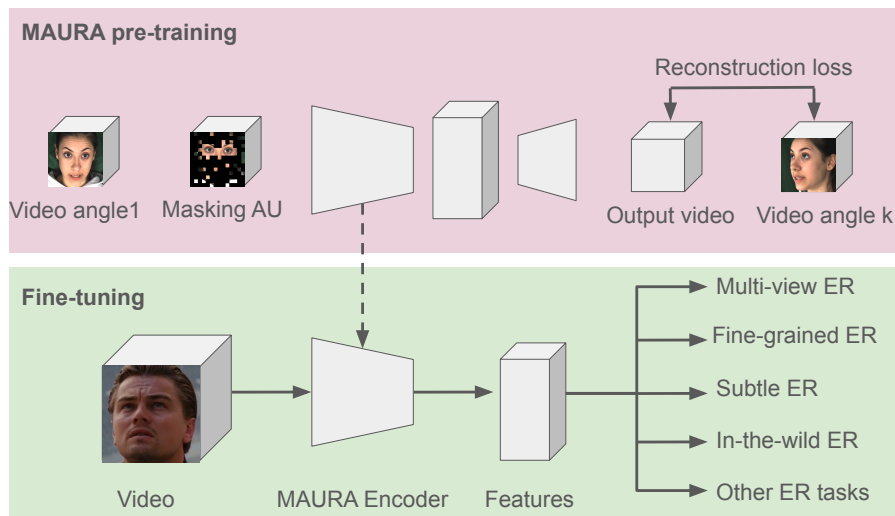 MAURA pre-training
Reconstruction loss
Video angle1
Masking AU
Output video
Video angle k
Fine-tuning
Multi-view ER
Fine-grained ER
Subtle ER
In-the-wild ER
Other ER tasks
Video
MAURA Encoder
Features